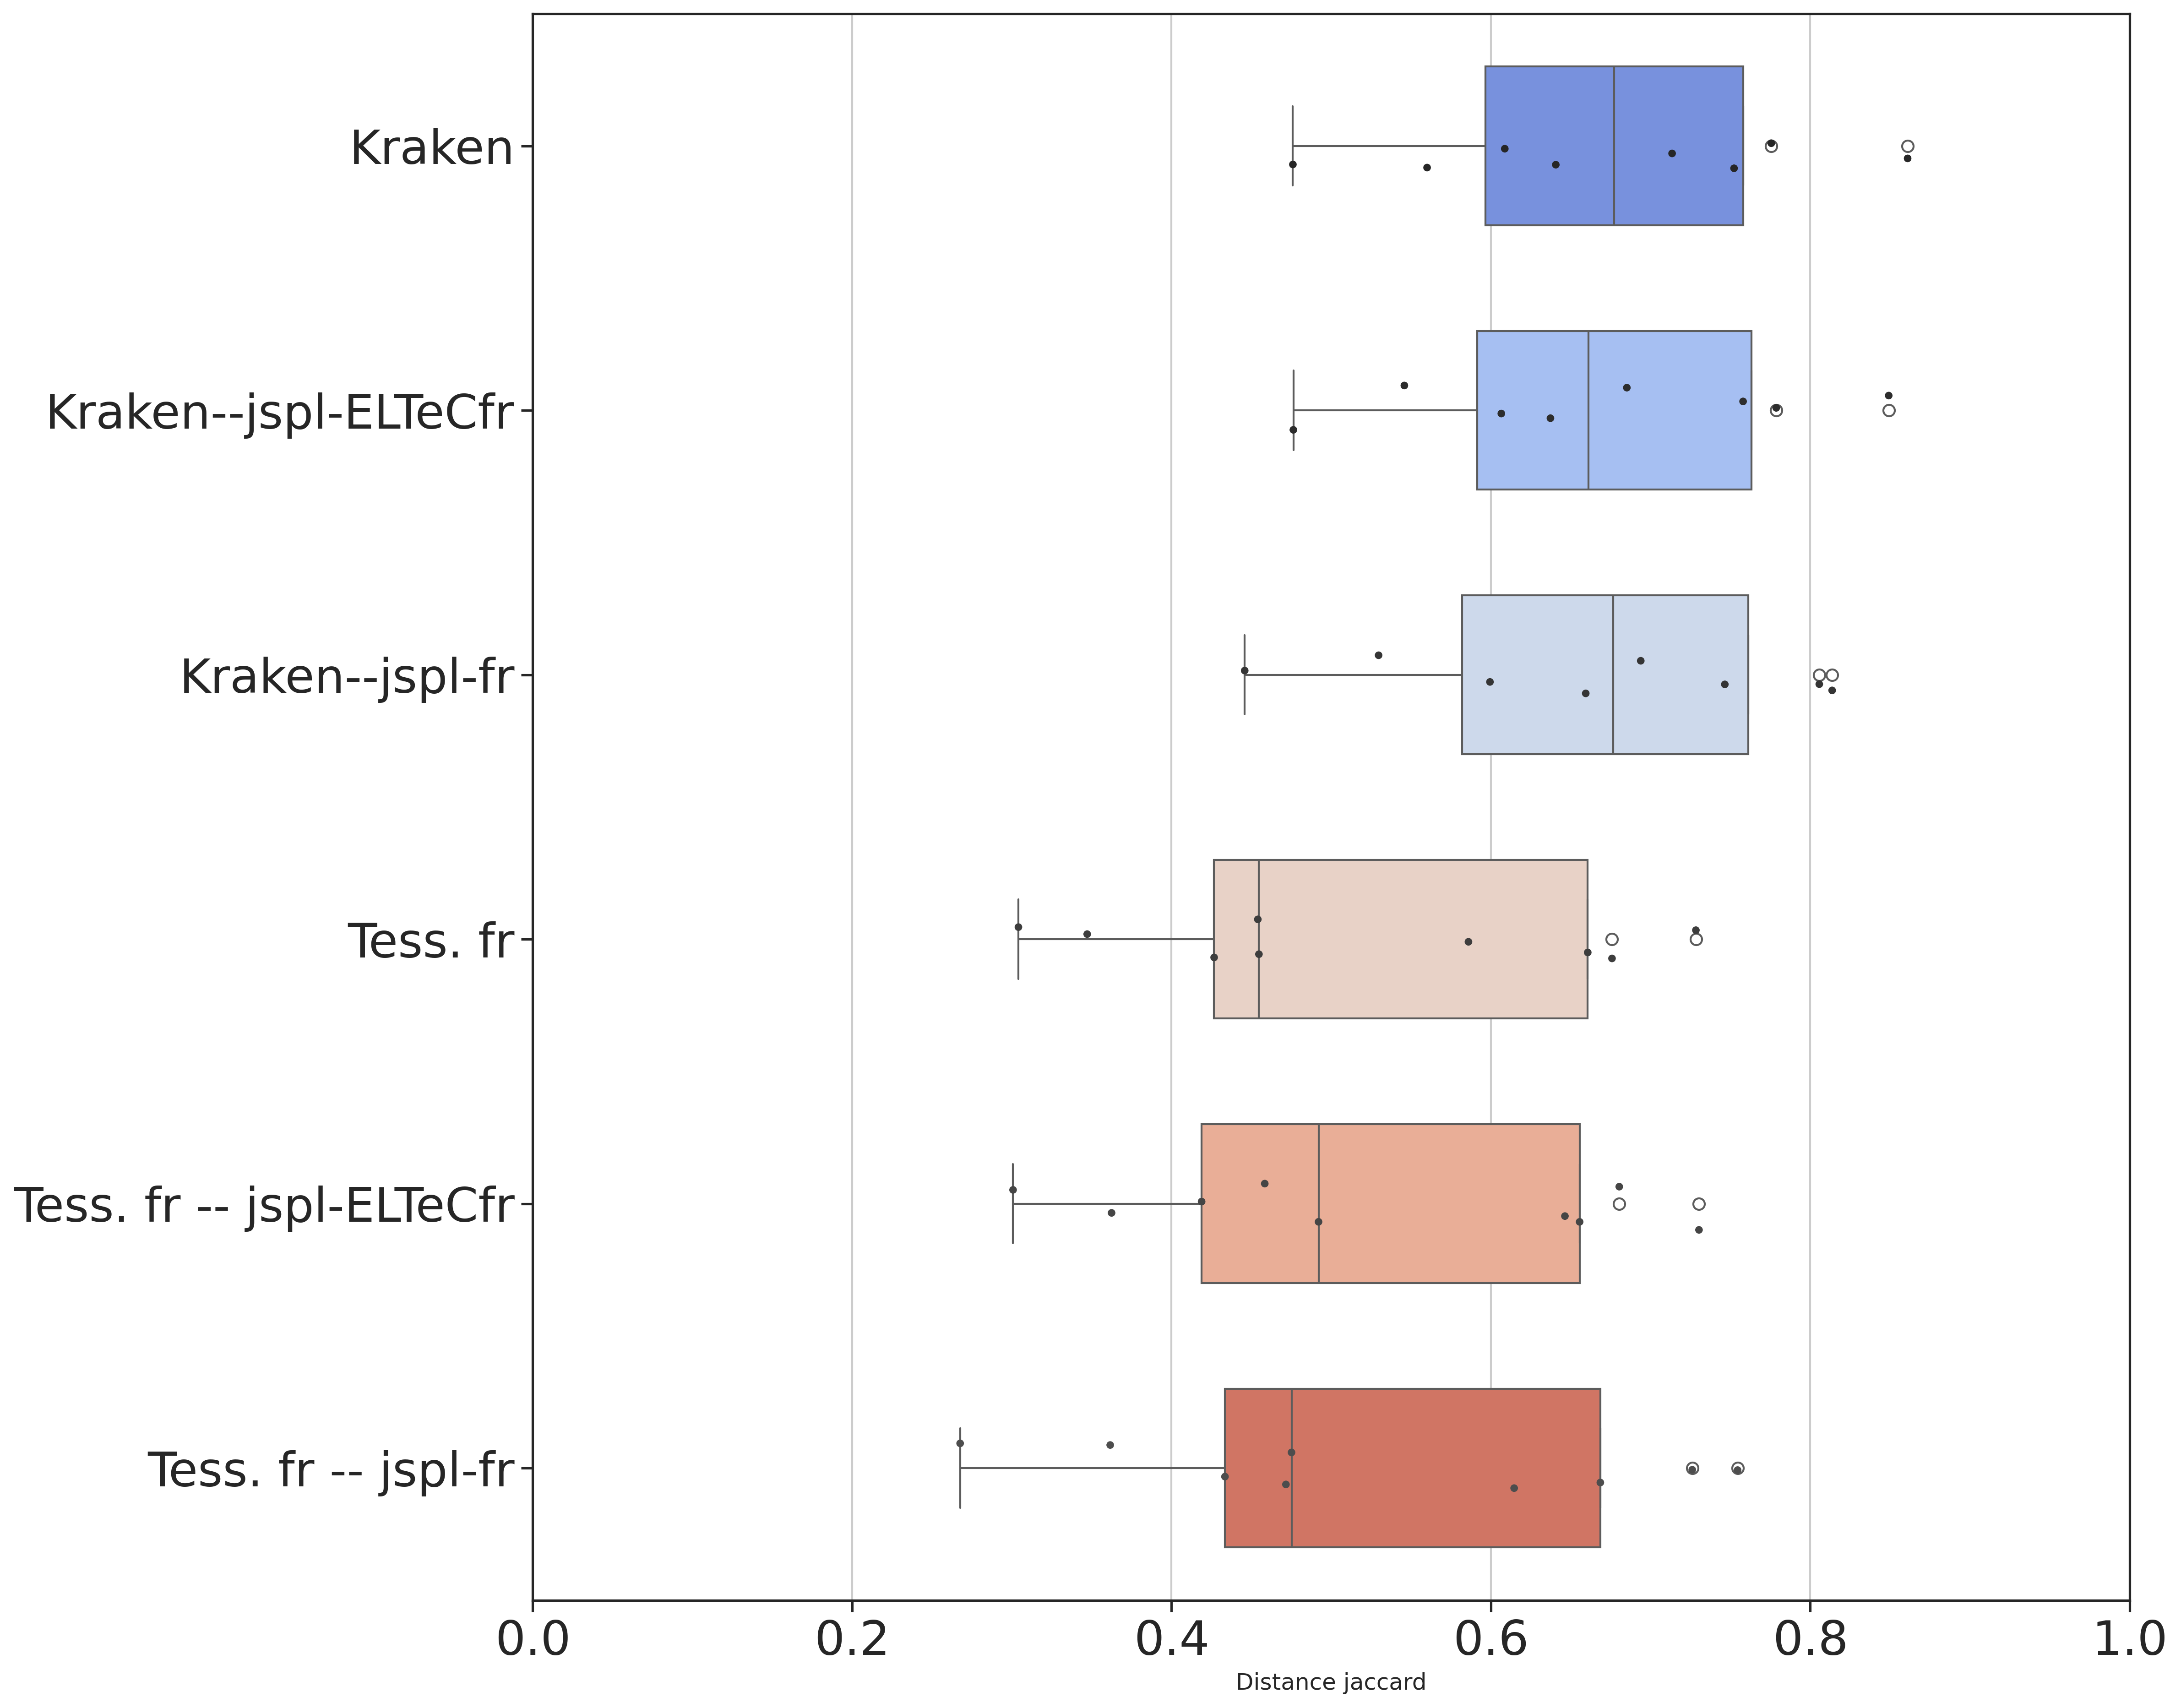 Kraken
Kraken--jspl-ELTeCfr
Kraken--jspl-fr
Tess. fr
Tess. fr -- jspl-ELTeCfr
Tess. fr -- jspl-fr
0.0 0.2 0.4 0.6 0.8 1.0
Distance jaccard